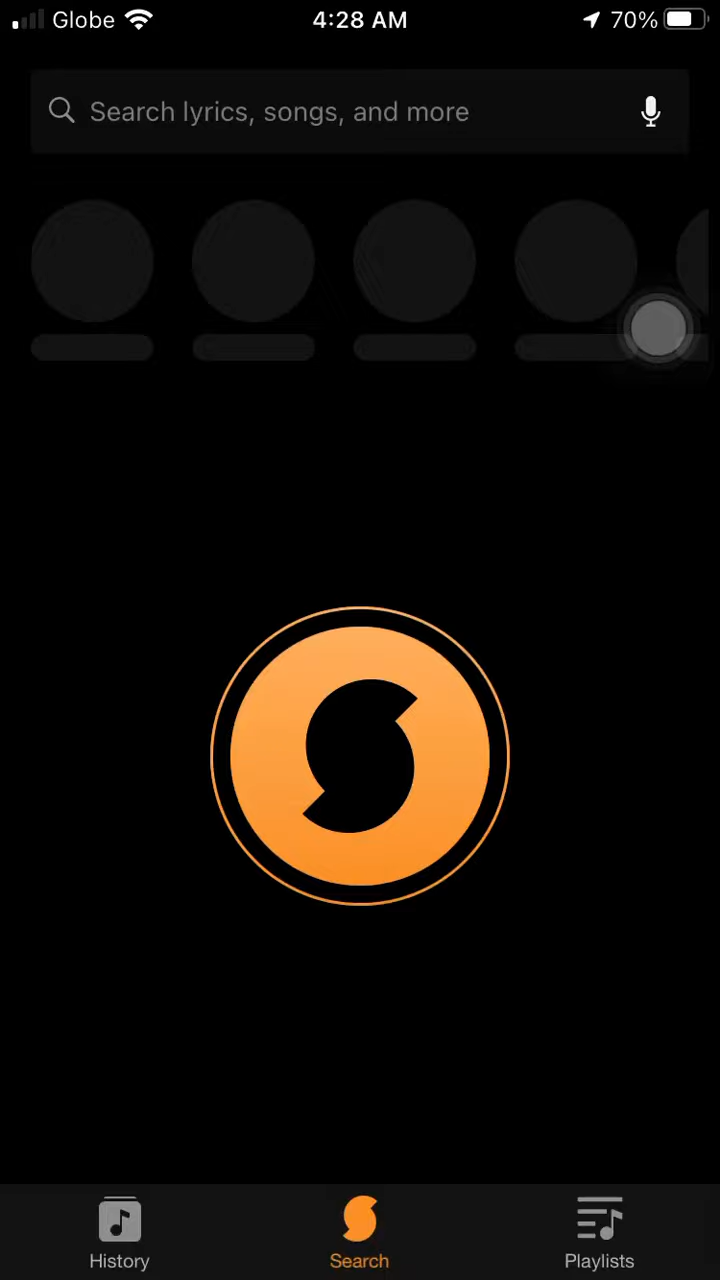 Globe 4:28 AM 70%
Search lyrics, songs, and more
History Search Playlists